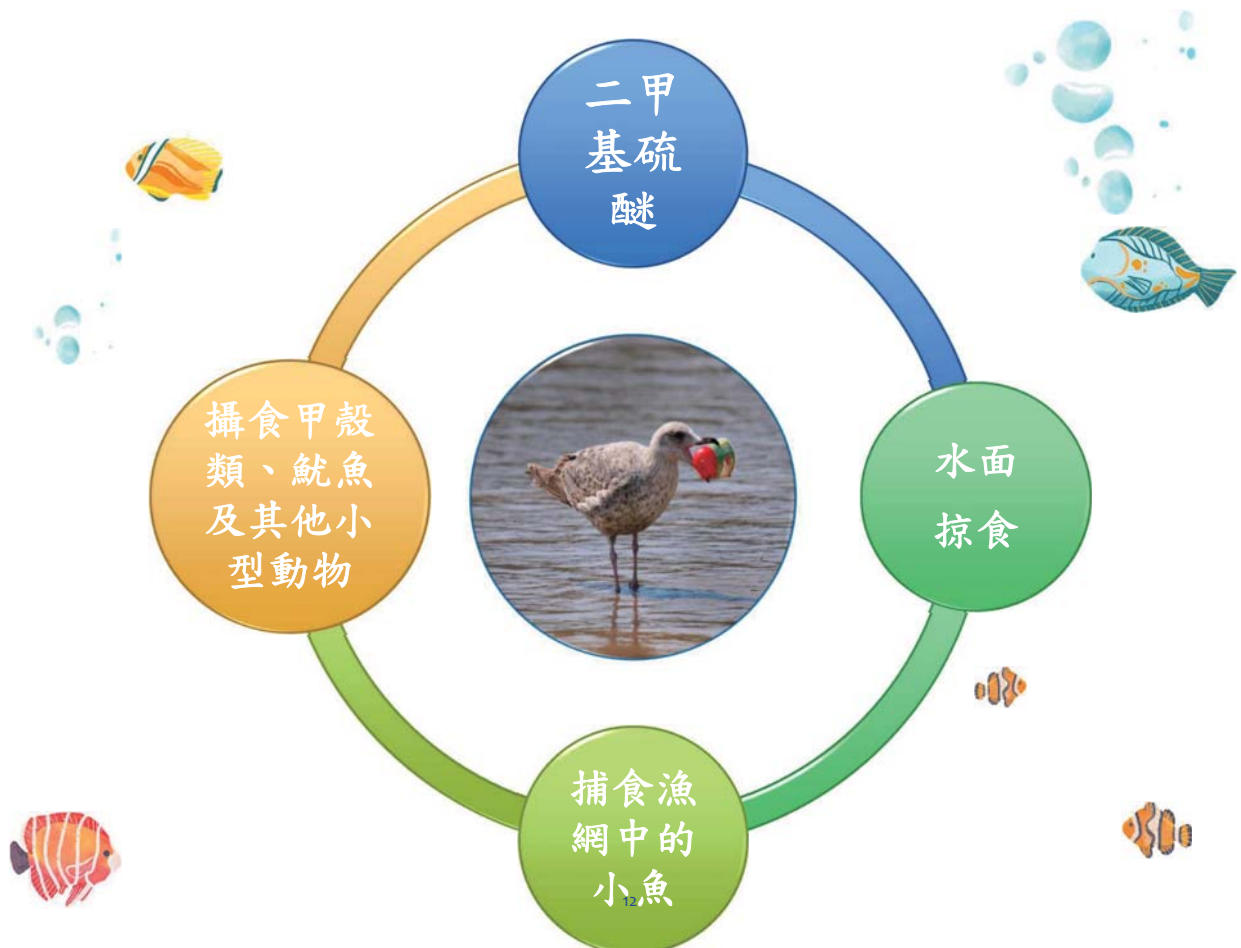 二甲
基硫
醚
水面
掠食
捕食漁
網中的
小魚
12
攝食甲殼
類、魷魚
及其他小
型動物